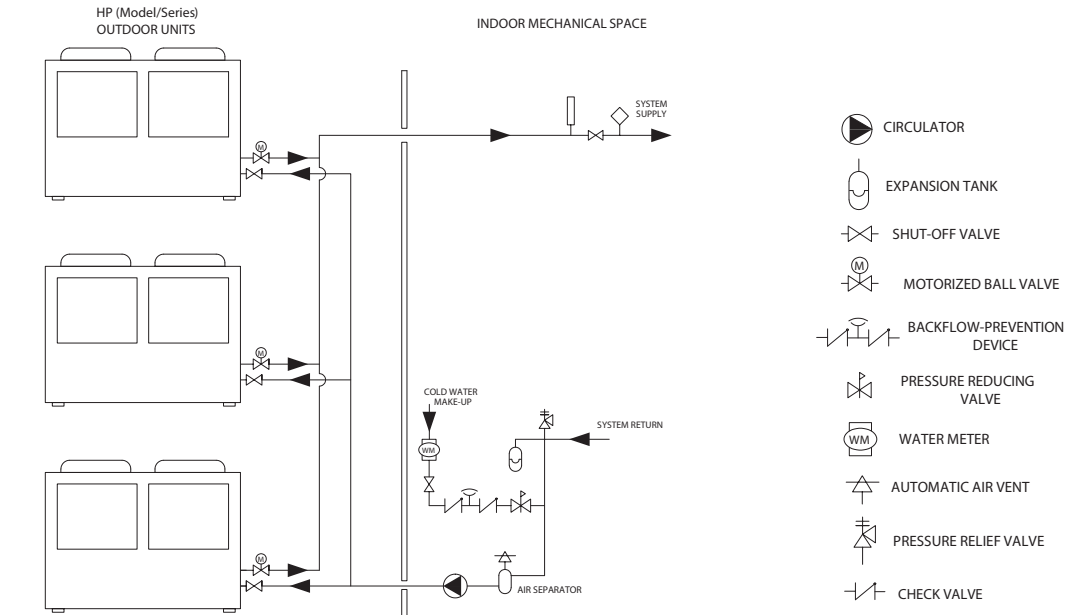 HP (Model/Series)
OUTDOOR UNITS
INDOOR MECHANICAL SPACE
SYSTEM
SUPPLY
M
M
COLD WATER
MAKE-UP
WM
SYSTEM RETURN
M
AIR SEPARATOR
CIRCULATOR
EXPANSION TANK
SHUT-OFF VALVE
M
MOTORIZED BALL VALVE
BACKFLOW-PREVENTION
DEVICE
PRESSURE REDUCING
VALVE
WM
WATER METER
AUTOMATIC AIR VENT
PRESSURE RELIEF VALVE
CHECK VALVE